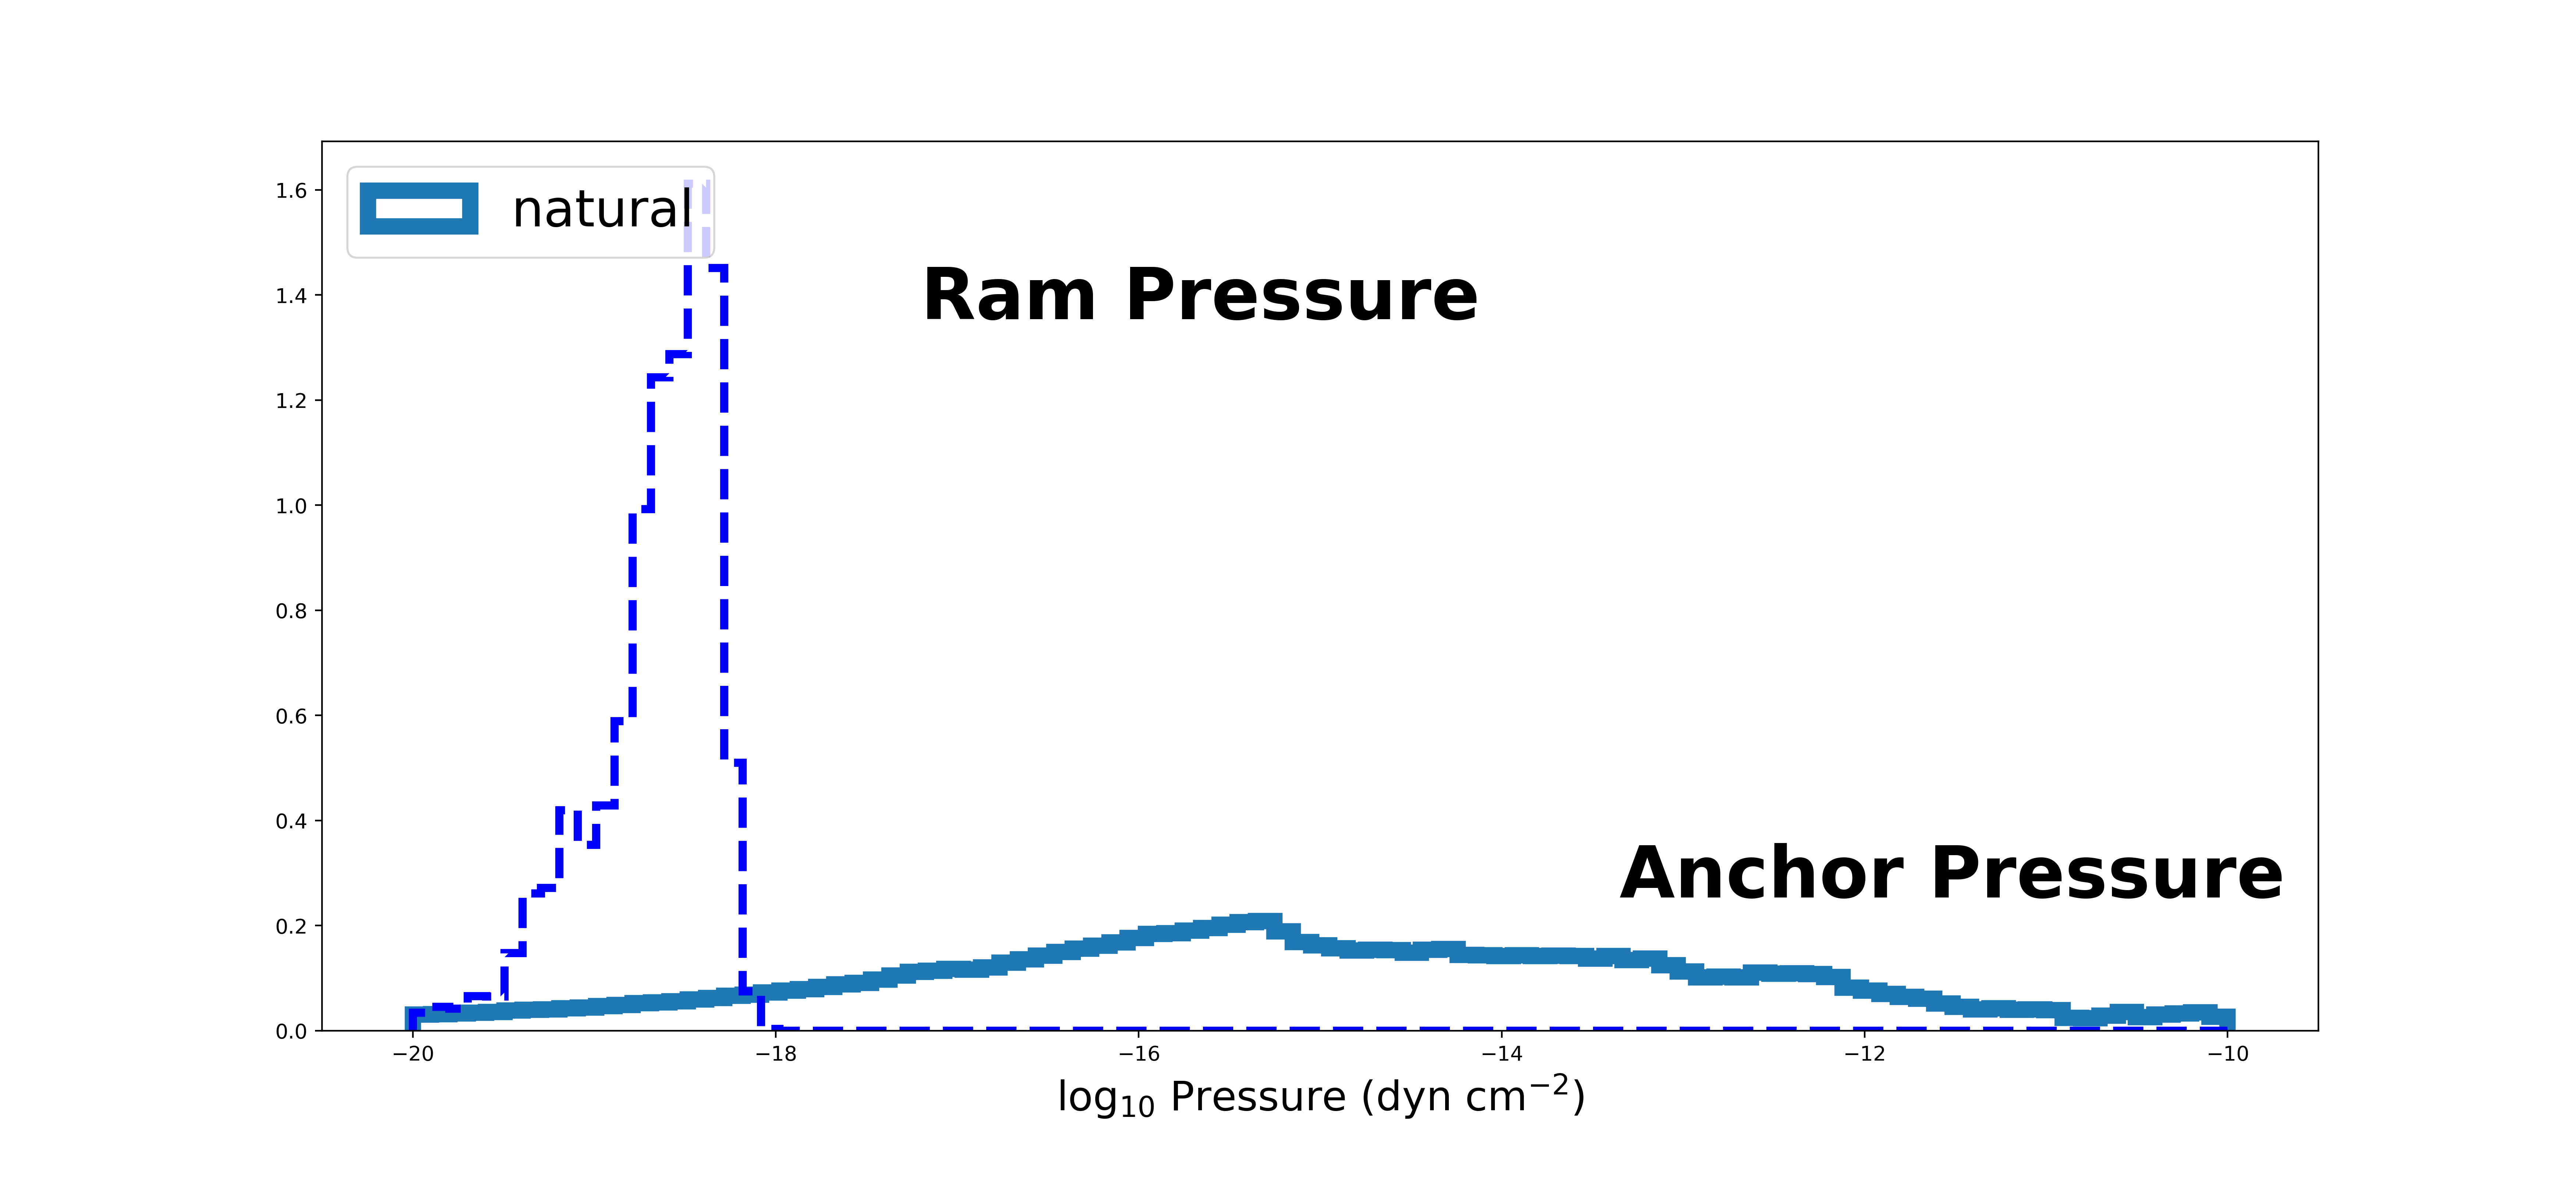 natural
Ram Pressure
Anchor Pressure
1.6
1.4
1.2
1.0
0.8
0.6
0.4
0.2
0.0
−20 −18 −16 −14 −12 −10
log₁₀ Pressure (dyn cm⁻²)